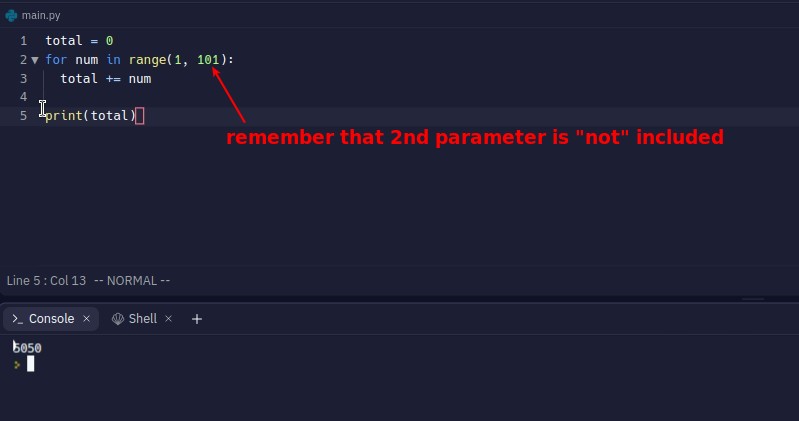 main.py
1 total = 0
2 for num in range(1, 101):
3 total += num
4
5 print(total)
remember that 2nd parameter is "not" included
Line 5 : Col 13 -- NORMAL --
>_ Console × Shell × +
5050
>